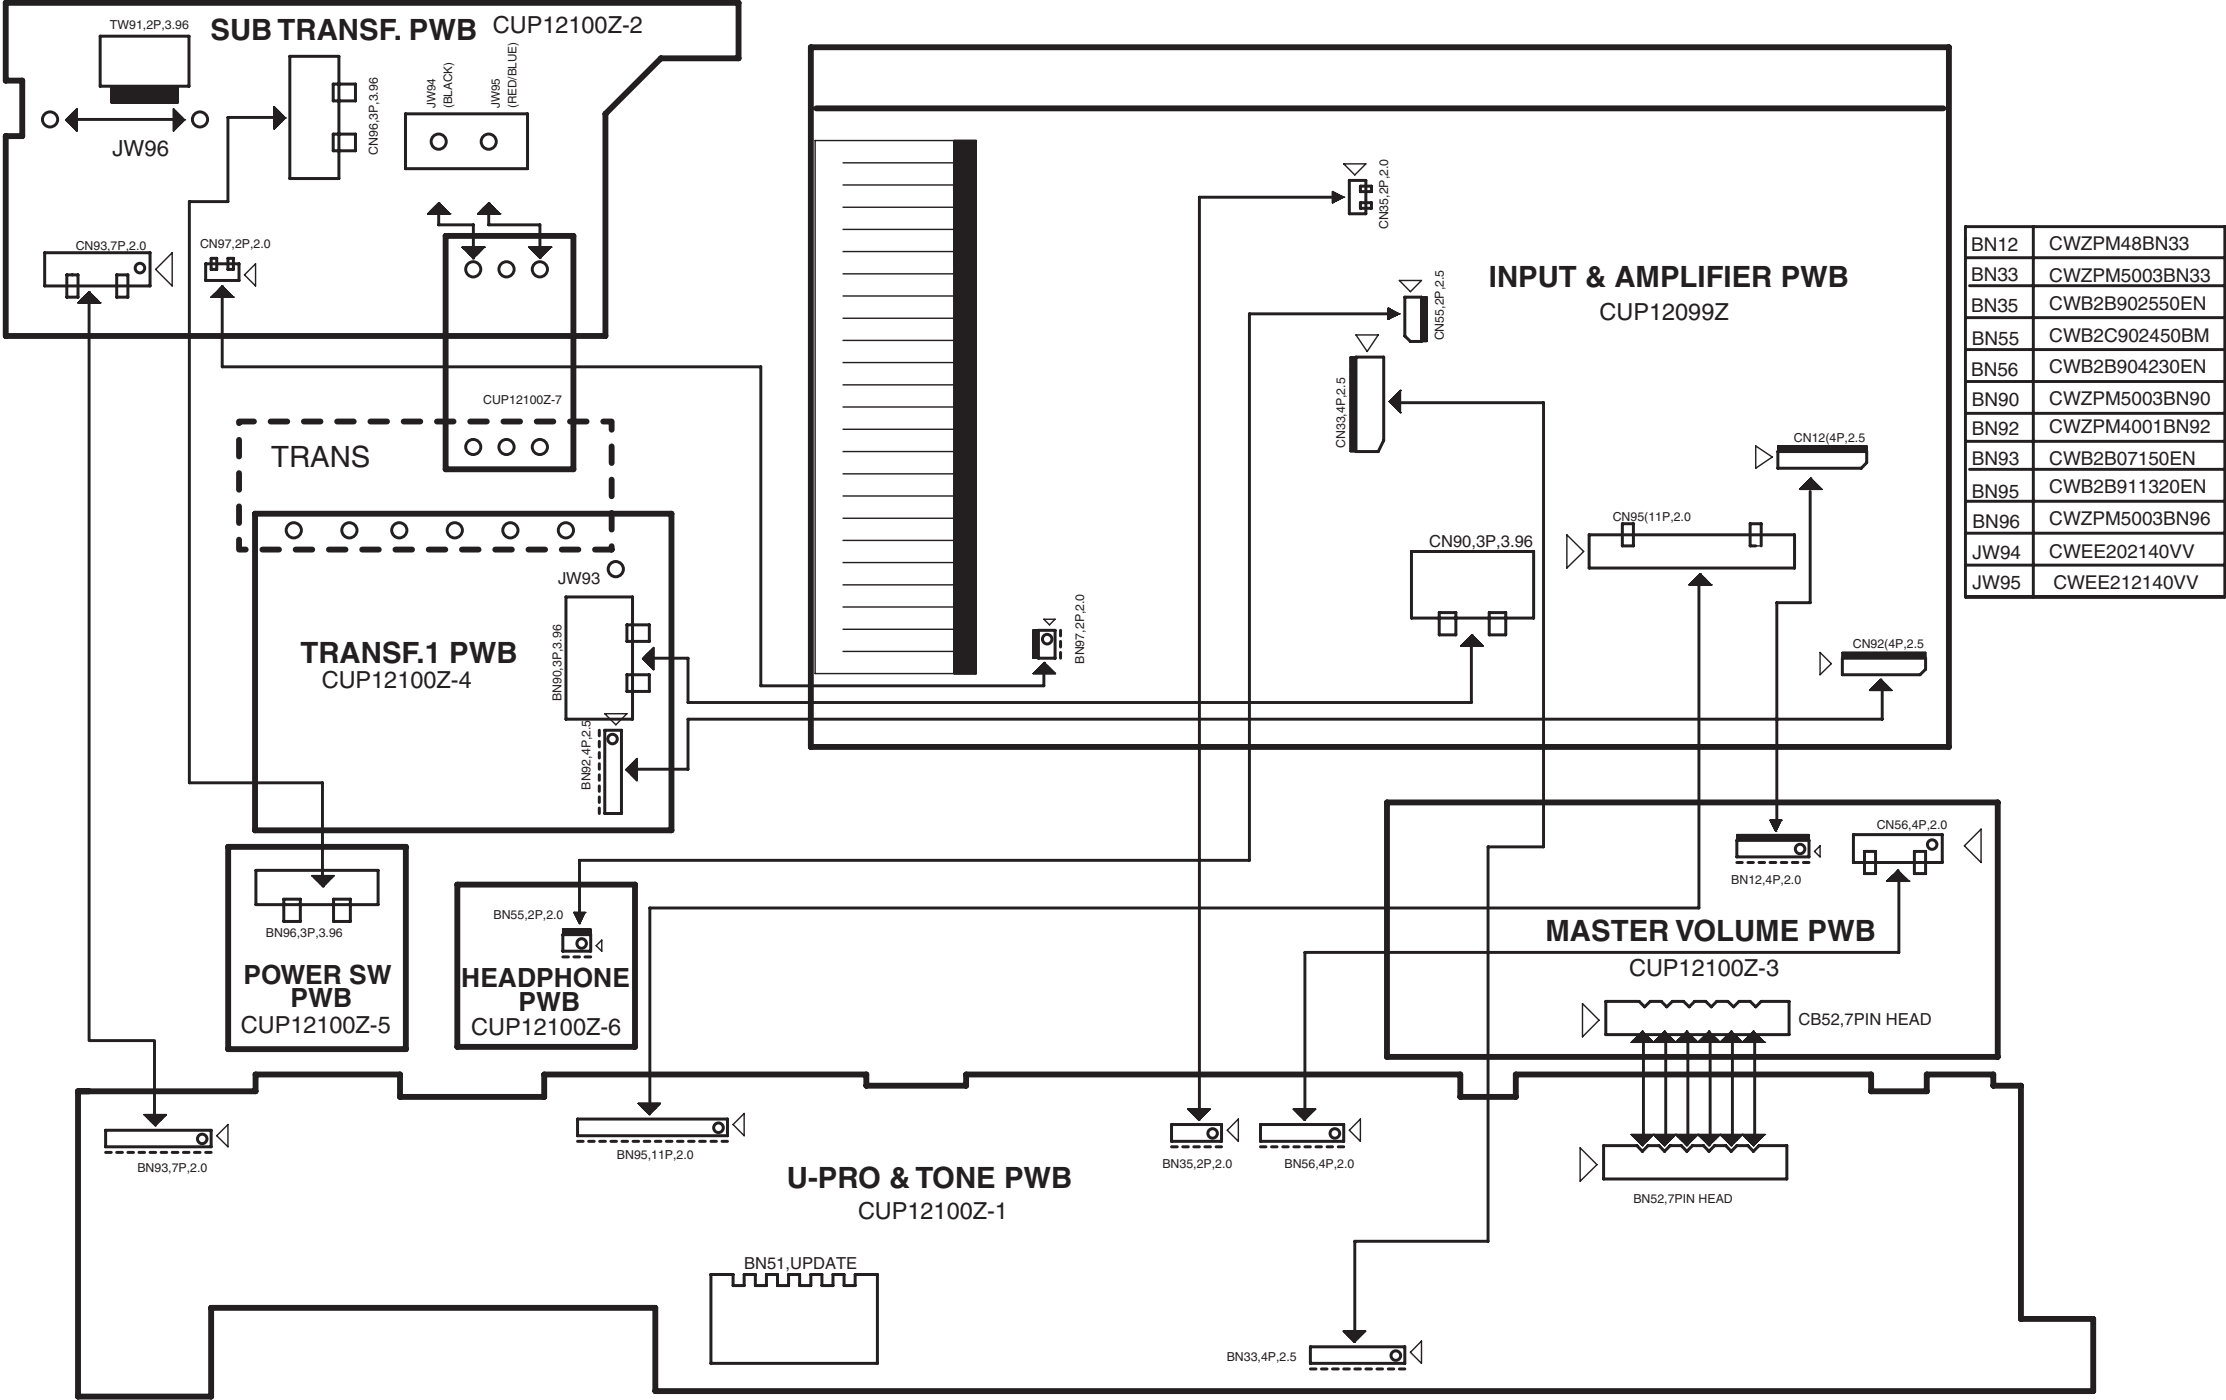 TW91,2P,3.96
SUB TRANSF. PWB
CUP12100Z-2
JW96
CN96,3P,3.96
JW94
(BLACK)
JW95
(RED/BLUE)
CN93,7P,2.0
CN97,2P,2.0
CUP12100Z-7
TRANS
JW93
TRANSF.1 PWB
CUP12100Z-4
BN90,3P,3.96
BN92,4P,2.5
INPUT & AMPLIFIER PWB
CUP12099Z
CN35,2P,2.0
CN55,2P,2.5
CN33,4P,2.5
CN12(4P,2.5
CN95(11P,2.0
CN90,3P,3.96
BN97,2P,2.0
CN92(4P,2.5
BN12 CWZPM48BN33
BN33 CWZPM5003BN33
BN35 CWB2B902550EN
BN55 CWB2C902450BM
BN56 CWB2B904230EN
BN90 CWZPM5003BN90
BN92 CWZPM4001BN92
BN93 CWB2B07150EN
BN95 CWB2B911320EN
BN96 CWZPM5003BN96
JW94 CWEE202140VV
JW95 CWEE212140VV
BN96,3P,3.96
POWER SW
PWB
CUP12100Z-5
BN55,2P,2.0
HEADPHONE
PWB
CUP12100Z-6
BN12,4P,2.0
CN56,4P,2.0
MASTER VOLUME PWB
CUP12100Z-3
CB52,7PIN HEAD
BN93,7P,2.0
BN95,11P,2.0
BN35,2P,2.0
BN56,4P,2.0
BN52,7PIN HEAD
U-PRO & TONE PWB
CUP12100Z-1
BN51,UPDATE
BN33,4P,2.5